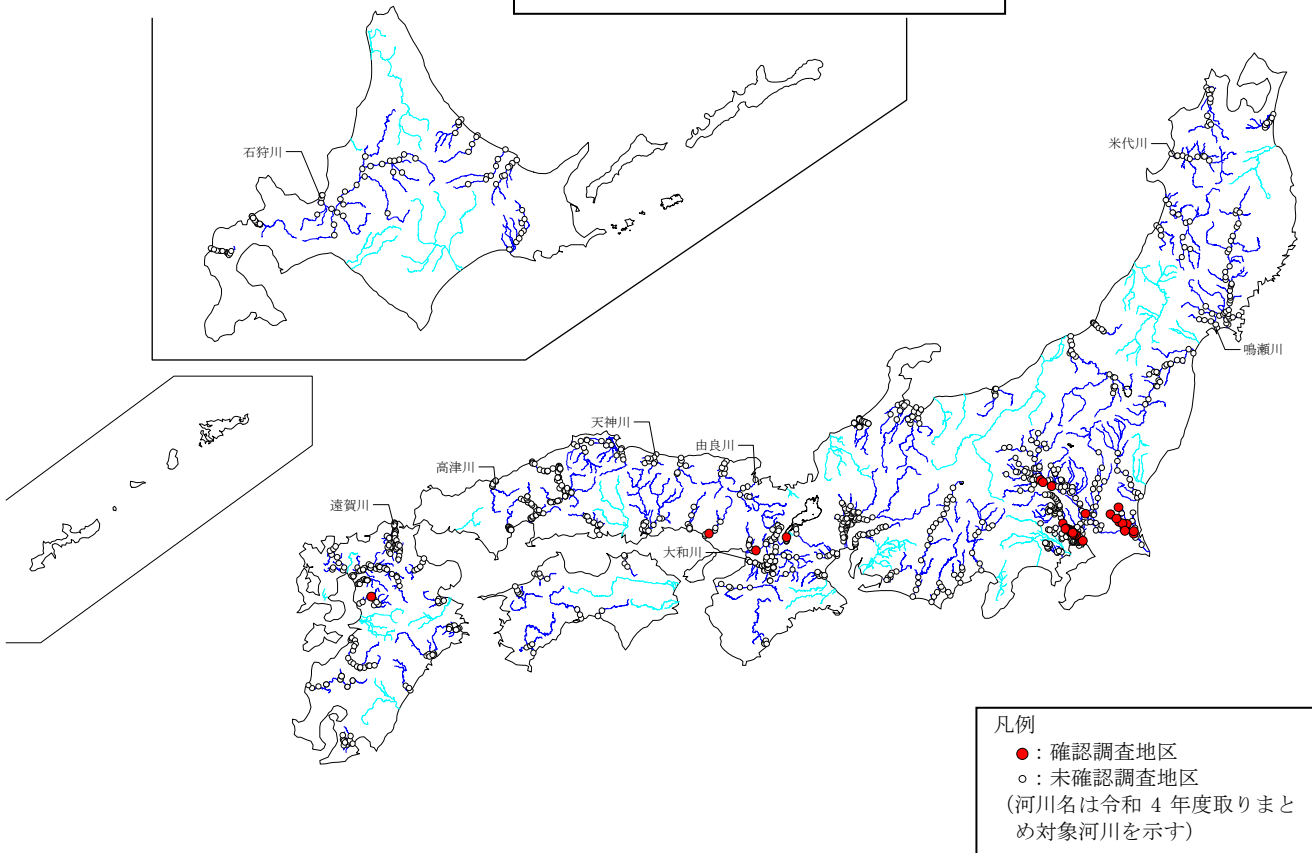 石狩川
米代川
鳴瀬川
天神川
由良川
高津川
遠賀川
大和川
凡例
●：確認調査地区
○：未確認調査地区
(河川名は令和 4 年度取りまと
め対象河川を示す)